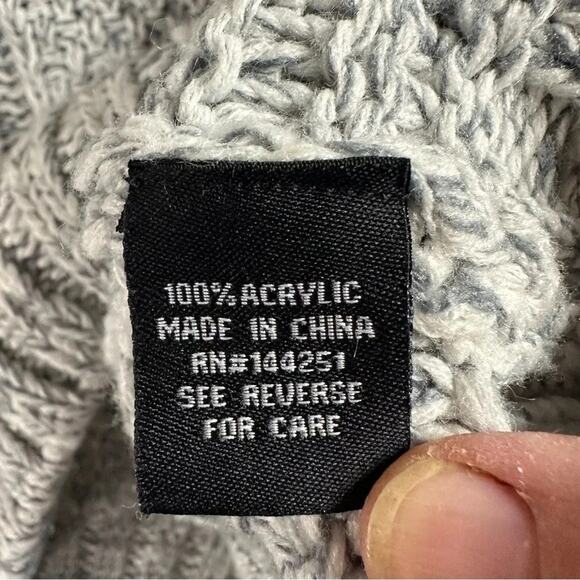 100% ACRYLIC
MADE IN CHINA
RN#144251
SEE REVERSE
FOR CARE